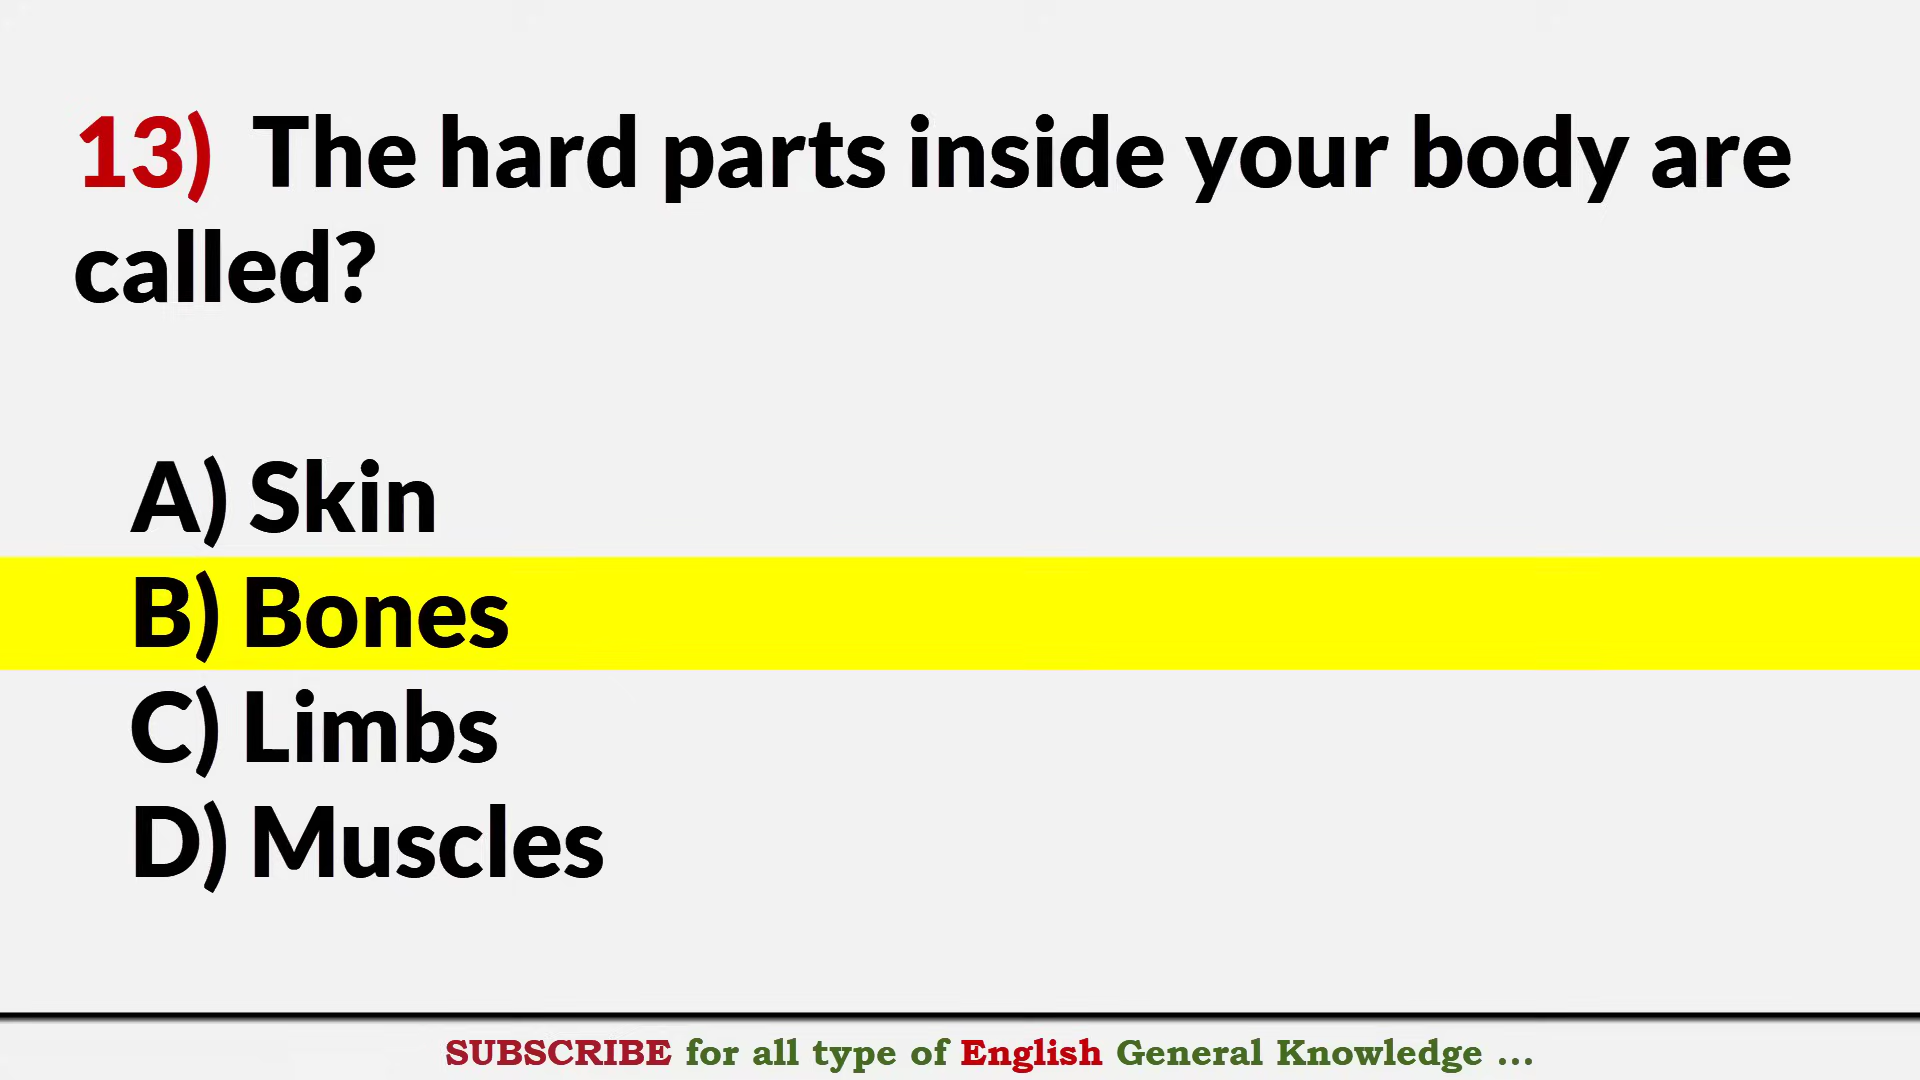 13) The hard parts inside your body are
called?
A) Skin
B) Bones
C) Limbs
D) Muscles
SUBSCRIBE for all type of English General Knowledge ...